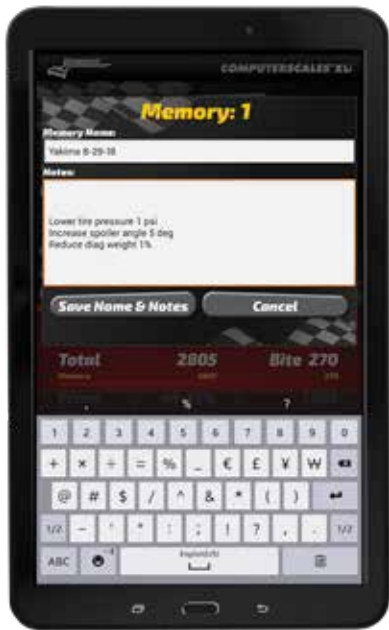 COMPUTERSCALES XLi
Memory: 1
Memory Name:
Yakima 8-29-18
Notes:
Lower tire pressure 1 psi
Increase spoiler angle 5 deg
Reduce diag weight 1%
Save Name & Notes Cancel
Total 2805 Bite 270
, % ?
1 2 3 4 5 6 7 8 9 0
+ × ÷ = % _ € £ ¥ ₩
@ # $ / ^ & * ( )
1/2 - ' " : ; ! ? , . 1/2
ABC English(US)